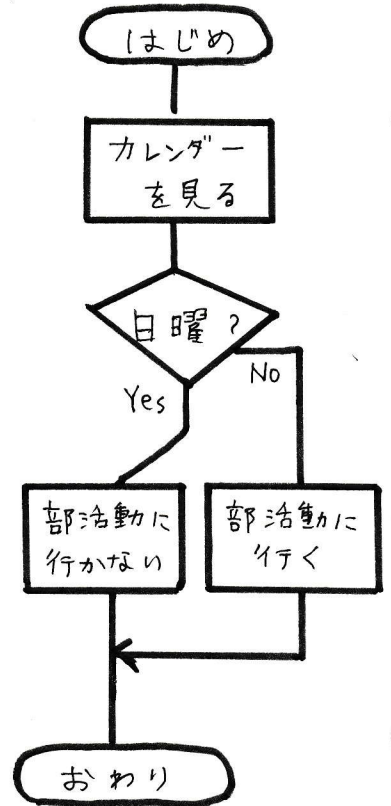 はじめ
カレンダー
を見る
日曜?
Yes
No
部活動に
行かない
部活動に
行く
おわり